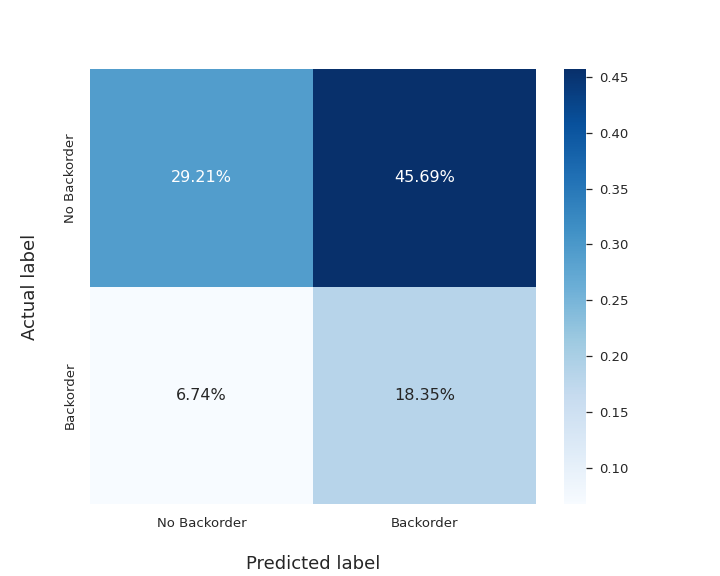 No Backorder
29.21%
45.69%
Actual label
Backorder
6.74%
18.35%
No Backorder
Backorder
Predicted label
0.45
0.40
0.35
0.30
0.25
0.20
0.15
0.10